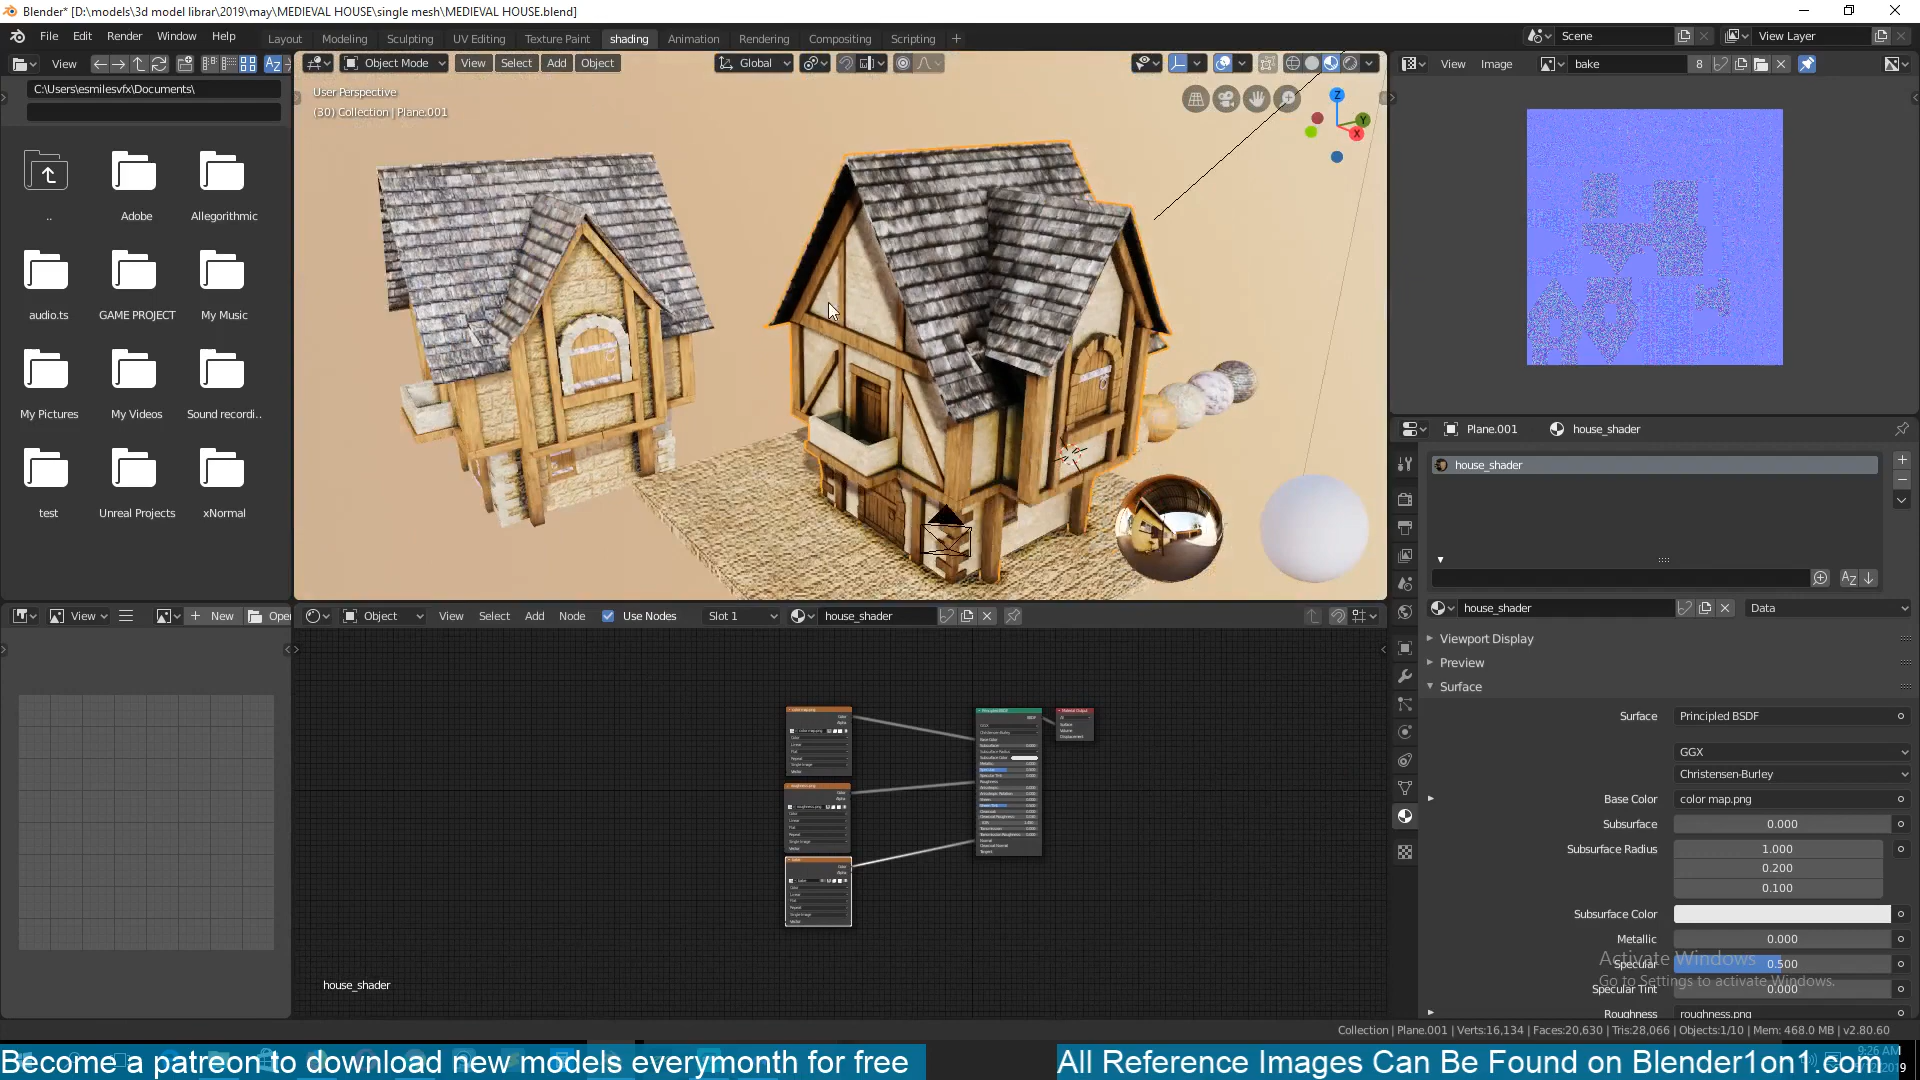 Blender* [D:\models\3d model librar\2019\may\MEDIEVAL HOUSE\single mesh\MEDIEVAL HOUSE.blend]
File Edit Render Window Help
Layout Modeling Sculpting UV Editing Texture Paint shading Animation Rendering Compositing Scripting +
Scene
View Layer
View
Object Mode View Select Add Object
Global
View Image bake 8
C:\Users\esmilesvfx\Documents\
User Perspective
(30) Collection | Plane.001
.. Adobe Allegorithmic
audio.ts GAME PROJECT My Music
My Pictures My Videos Sound recordi..
test Unreal Projects xNormal
Z Y X
Plane.001 house_shader
house_shader
house_shader Data
Viewport Display
Preview
Surface
Surface Principled BSDF
GGX
Christensen-Burley
Base Color color map.png
Subsurface 0.000
Subsurface Radius 1.000
0.200
0.100
Subsurface Color
Metallic 0.000
Specular 0.500
Specular Tint 0.000
Roughness roughness.png
Activate Windows
Go to Settings to activate Windows.
View New Open
Object View Select Add Node Use Nodes Slot 1 house_shader
house_shader
Collection | Plane.001 | Verts:16,134 | Faces:20,630 | Tris:28,066 | Objects:1/10 | Mem: 468.0 MB | v2.80.60
9:26 AM
Become a patreon to download new models everymonth for free
All Reference Images Can Be Found on Blender1on1.com